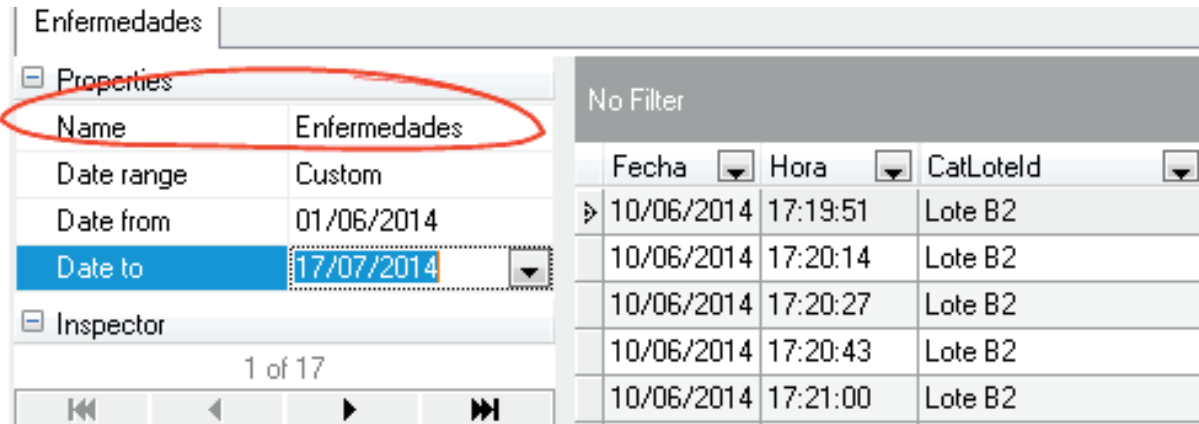 Enfermedades
Properties
Name Enfermedades
Date range Custom
Date from 01/06/2014
Date to 17/07/2014
Inspector
1 of 17
No Filter
Fecha Hora CatLoteId
10/06/2014 17:19:51 Lote B2
10/06/2014 17:20:14 Lote B2
10/06/2014 17:20:27 Lote B2
10/06/2014 17:20:43 Lote B2
10/06/2014 17:21:00 Lote B2